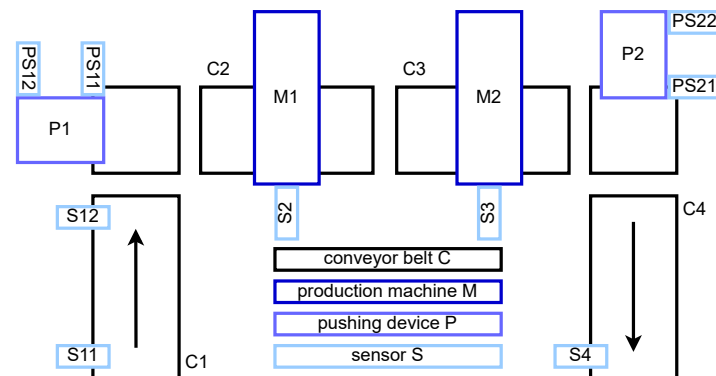 PS12
PS11
C2
M1
C3
M2
P2
PS22
PS21
P1
S12
S2
S3
C4
conveyor belt C
production machine M
pushing device P
S11
C1
sensor S
S4